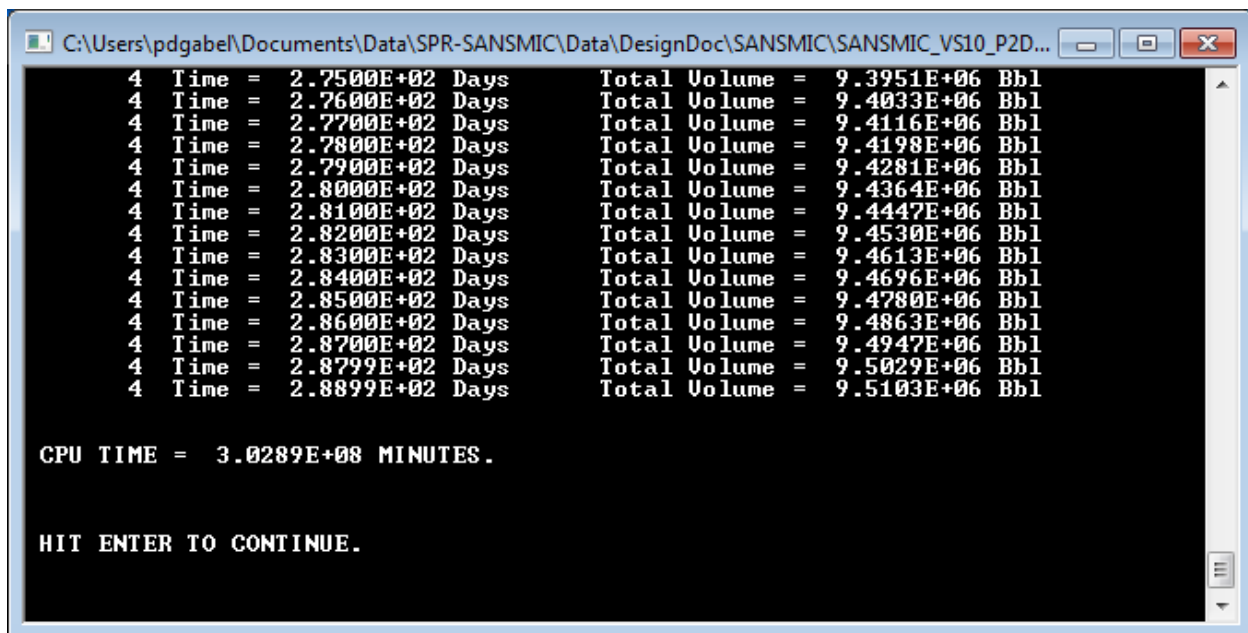 C:\Users\pdgabel\Documents\Data\SPR-SANSMIC\Data\DesignDoc\SANSMIC\SANSMIC_VS10_P2D...
4 Time = 2.7500E+02 Days Total Volume = 9.3951E+06 Bbl
4 Time = 2.7600E+02 Days Total Volume = 9.4033E+06 Bbl
4 Time = 2.7700E+02 Days Total Volume = 9.4116E+06 Bbl
4 Time = 2.7800E+02 Days Total Volume = 9.4198E+06 Bbl
4 Time = 2.7900E+02 Days Total Volume = 9.4281E+06 Bbl
4 Time = 2.8000E+02 Days Total Volume = 9.4364E+06 Bbl
4 Time = 2.8100E+02 Days Total Volume = 9.4447E+06 Bbl
4 Time = 2.8200E+02 Days Total Volume = 9.4530E+06 Bbl
4 Time = 2.8300E+02 Days Total Volume = 9.4613E+06 Bbl
4 Time = 2.8400E+02 Days Total Volume = 9.4696E+06 Bbl
4 Time = 2.8500E+02 Days Total Volume = 9.4780E+06 Bbl
4 Time = 2.8600E+02 Days Total Volume = 9.4863E+06 Bbl
4 Time = 2.8700E+02 Days Total Volume = 9.4947E+06 Bbl
4 Time = 2.8799E+02 Days Total Volume = 9.5029E+06 Bbl
4 Time = 2.8899E+02 Days Total Volume = 9.5103E+06 Bbl
CPU TIME = 3.0289E+08 MINUTES.
HIT ENTER TO CONTINUE.